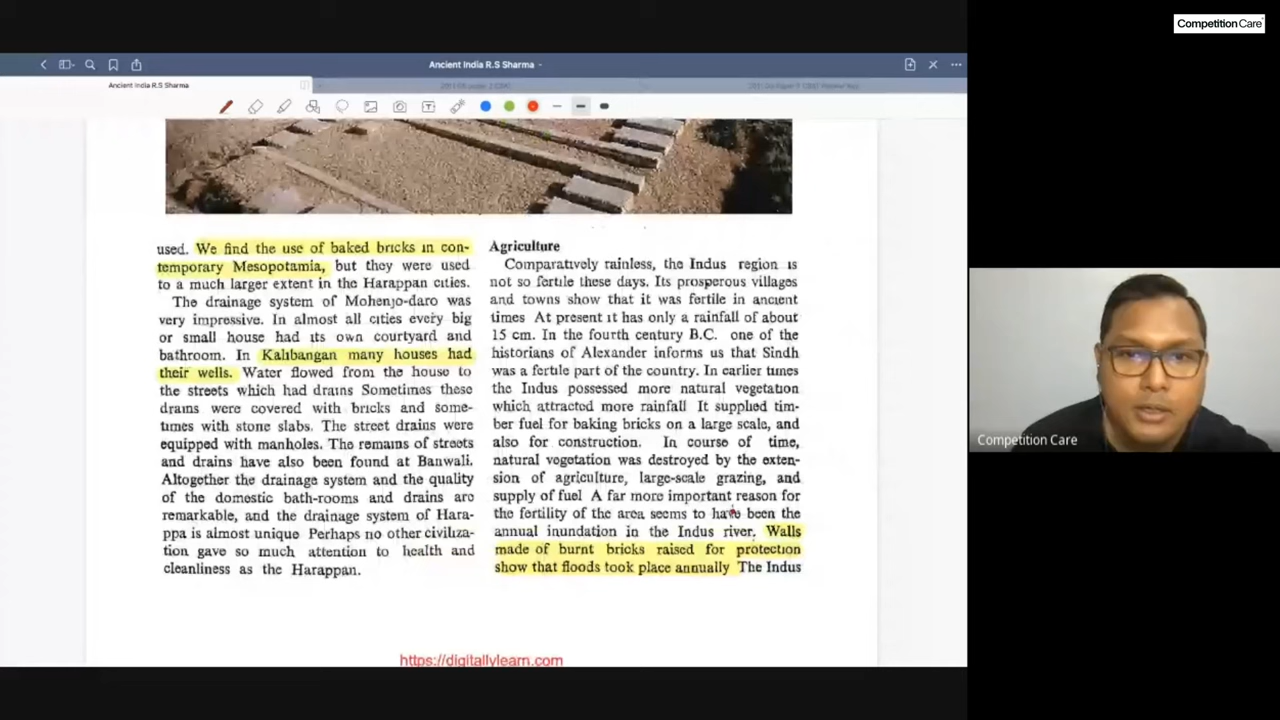 Competition Care
Ancient India R.S Sharma
Ancient India R.S Sharma
used. We find the use of baked bricks in con-
temporary Mesopotamia, but they were used
to a much larger extent in the Harappan cities.
The drainage system of Mohenjo-daro was
very impressive. In almost all cities every big
or small house had its own courtyard and
bathroom. In Kalibangan many houses had
their wells. Water flowed from the house to
the streets which had drains Sometimes these
drains were covered with bricks and some-
times with stone slabs. The street drains were
equipped with manholes. The remains of streets
and drains have also been found at Banwali.
Altogether the drainage system and the quality
of the domestic bath-rooms and drains are
remarkable, and the drainage system of Hara-
ppa is almost unique Perhaps no other civiliza-
tion gave so much attention to health and
cleanliness as the Harappan.
Agriculture
Comparatively rainless, the Indus region is
not so fertile these days. Its prosperous villages
and towns show that it was fertile in ancient
times At present it has only a rainfall of about
15 cm. In the fourth century B.C. one of the
historians of Alexander informs us that Sindh
was a fertile part of the country. In earlier times
the Indus possessed more natural vegetation
which attracted more rainfall It supplied tim-
ber fuel for baking bricks on a large scale, and
also for construction. In course of time,
natural vegetation was destroyed by the exten-
sion of agriculture, large-scale grazing, and
supply of fuel A far more important reason for
the fertility of the area seems to have been the
annual inundation in the Indus river. Walls
made of burnt bricks raised for protection
show that floods took place annually The Indus
https://digitallylearn.com
Competition Care